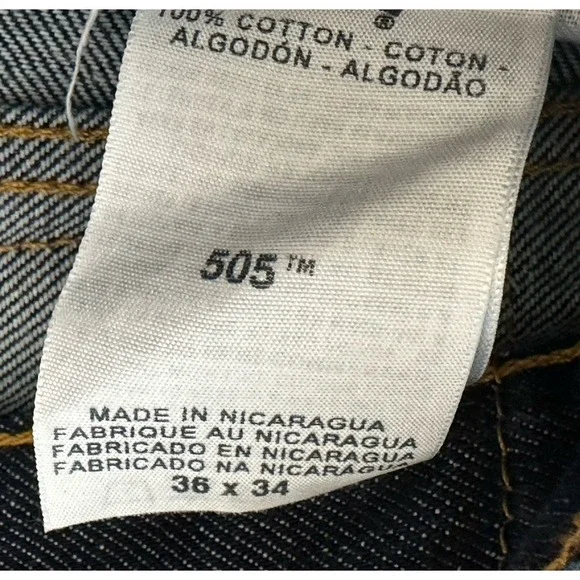 ®
100% COTTON - COTON -
ALGODÓN - ALGODÃO
505™
MADE IN NICARAGUA
FABRIQUE AU NICARAGUA
FABRICADO EN NICARAGUA
FABRICADO NA NICARAGUA
36 x 34